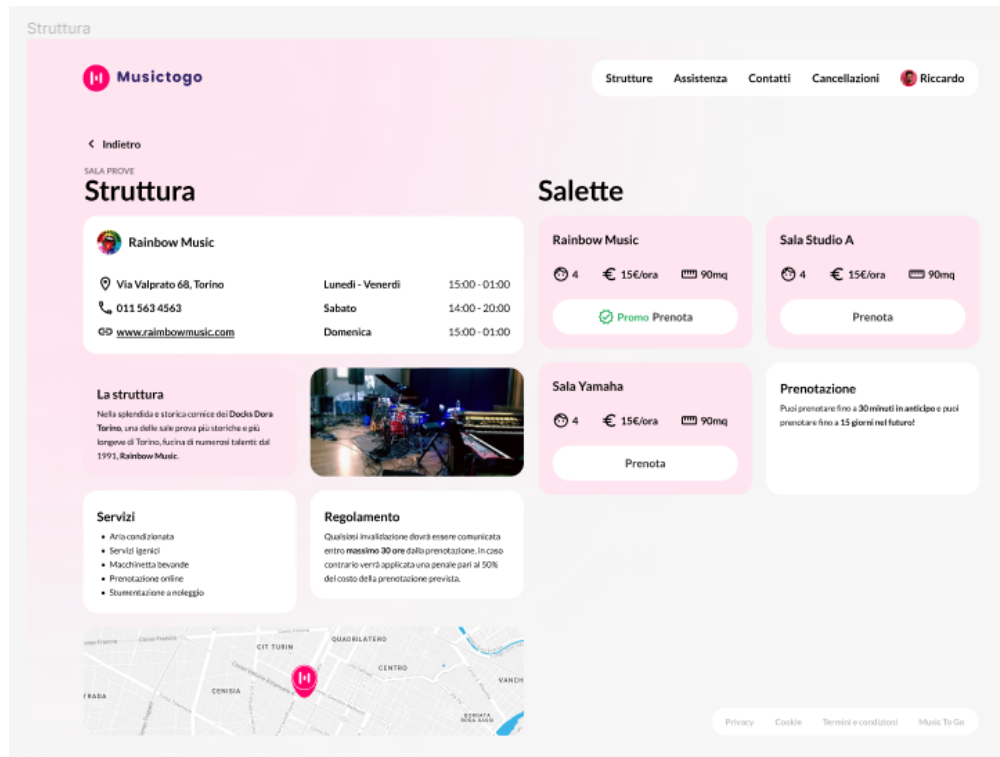 Struttura
Musictogo
Strutture Assistenza Contatti Cancellazioni Riccardo
Indietro
SALA PROVE
Struttura
Rainbow Music
Via Valprato 68, Torino
011 563 4563
www.raimbowmusic.com
Lunedi - Venerdi 15:00 - 01:00
Sabato 14:00 - 20:00
Domenica 15:00 - 01:00
La struttura
Nella splendida e storica cornice dei Docks Dora
Torino, una delle sale prova più storiche e più
longeve di Torino, fucina di numerosi talenti: dal
1991, Rainbow Music.
Servizi
Aria condizionata
Servizi igenici
Macchinetta bevande
Prenotazione online
Stumentazione a noleggio
Regolamento
Qualsiasi invalidazione dovrà essere comunicata
entro massimo 30 ore dalla prenotazione, in caso
contrario verrà applicata una penale pari al 50%
del costo della prenotazione prevista.
CIT TURIN
QUADRILATERO
CENTRO
VANCH
CENISIA
TRADA
Salette
Rainbow Music
4 15€/ora 90mq
Promo Prenota
Sala Studio A
4 15€/ora 90mq
Prenota
Sala Yamaha
4 15€/ora 90mq
Prenota
Prenotazione
Puoi prenotare fino a 30 minuti in anticipo e puoi
prenotare fino a 15 giorni nel futuro!
Privacy Cookie Termini e condizioni Music To Go